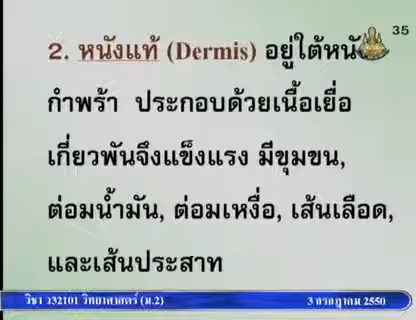 35
2. หนังแท้ (Dermis) อยู่ใต้หนัง
กำพร้า ประกอบด้วยเนื้อเยื่อ
เกี่ยวพันจึงแข็งแรง มีขุมขน,
ต่อมน้ำมัน, ต่อมเหงื่อ, เส้นเลือด,
และเส้นประสาท
วิชา ว32101 วิทยาศาสตร์ (ม.2)
3 กรกฎาคม 2550